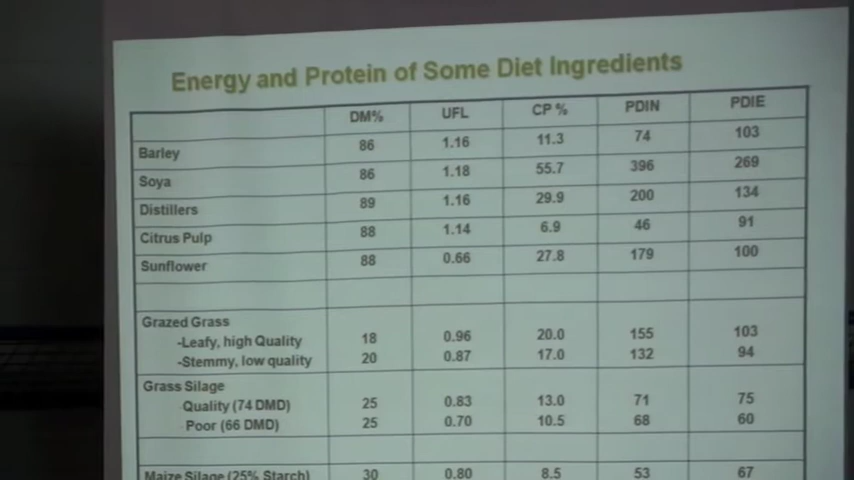 Energy and Protein of Some Diet Ingredients
DM% UFL CP % PDIN PDIE
Barley 86 1.16 11.3 74 103
Soya 86 1.18 55.7 396 269
Distillers 89 1.16 29.9 200 134
Citrus Pulp 88 1.14 6.9 46 91
Sunflower 88 0.66 27.8 179 100
Grazed Grass
-Leafy, high Quality 18 0.96 20.0 155 103
-Stemmy, low quality 20 0.87 17.0 132 94
Grass Silage
Quality (74 DMD) 25 0.83 13.0 71 75
Poor (66 DMD) 25 0.70 10.5 68 60
Maize Silage (25% Starch) 30 0.80 8.5 53 67